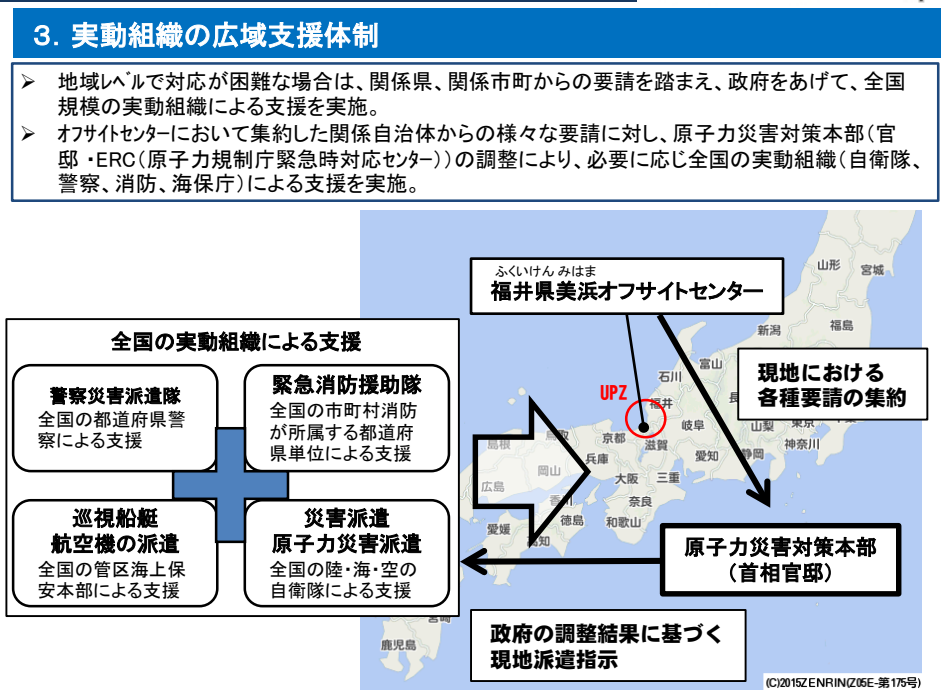 3．実動組織の広域支援体制
➢ 地域ﾚﾍﾞﾙで対応が困難な場合は、関係県、関係市町からの要請を踏まえ、政府をあげて、全国
規模の実動組織による支援を実施。
➢ ｵﾌｻｲﾄｾﾝﾀｰにおいて集約した関係自治体からの様々な要請に対し、原子力災害対策本部（官
邸・ERC（原子力規制庁緊急時対応ｾﾝﾀｰ））の調整により、必要に応じ全国の実動組織（自衛隊、
警察、消防、海保庁）による支援を実施。
ふくいけん みはま
福井県美浜オフサイトセンター
山形
宮城
新潟
福島
富山
石川
UPZ
福井
現地における
各種要請の集約
長
山梨
東京
千葉
神奈川
静岡
岐阜
愛知
滋賀
京都
兵庫
鳥取
島根
岡山
広島
大阪
三重
奈良
和歌山
香川
徳島
愛媛
高知
宮崎
鹿児島
全国の実動組織による支援
警察災害派遣隊
全国の都道府県警
察による支援
緊急消防援助隊
全国の市町村消防
が所属する都道府
県単位による支援
巡視船艇
航空機の派遣
全国の管区海上保
安本部による支援
災害派遣
原子力災害派遣
全国の陸・海・空の
自衛隊による支援
原子力災害対策本部
（首相官邸）
政府の調整結果に基づく
現地派遣指示
(C)2015ZENRIN(Z05E-第175号)